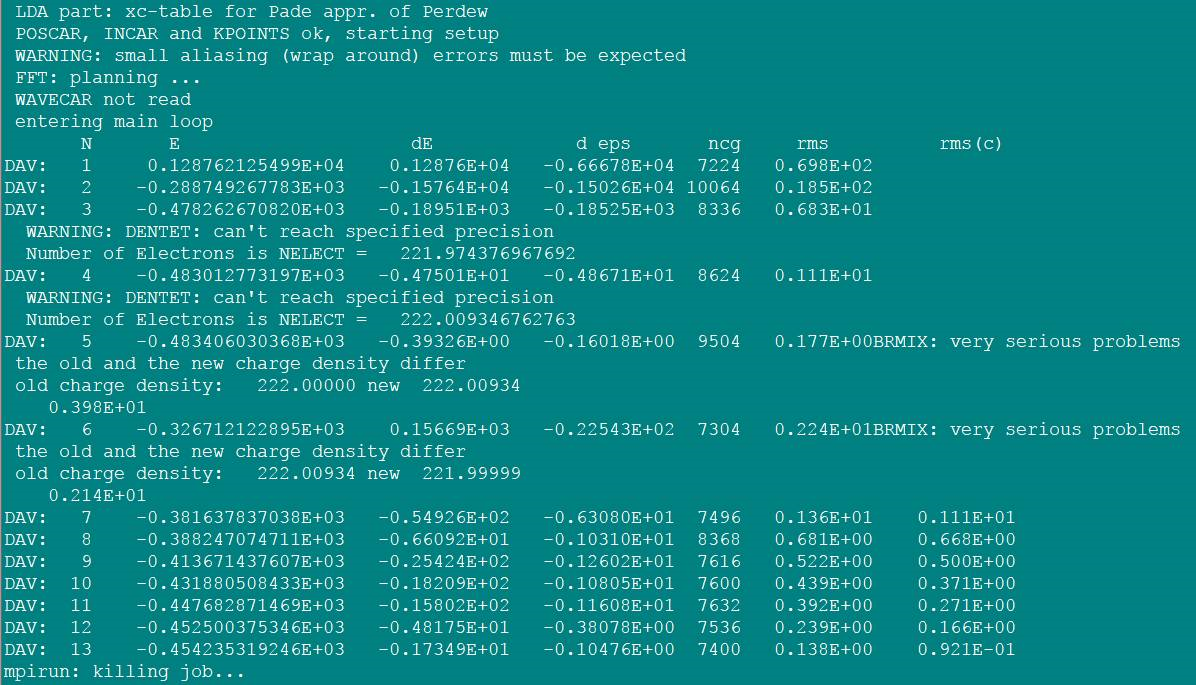 LDA part: xc-table for Pade appr. of Perdew
POSCAR, INCAR and KPOINTS ok, starting setup
WARNING: small aliasing (wrap around) errors must be expected
FFT: planning ...
WAVECAR not read
entering main loop
N E dE d eps ncg rms rms(c)
DAV: 1 0.128762125499E+04 0.12876E+04 -0.66678E+04 7224 0.698E+02
DAV: 2 -0.288749267783E+03 -0.15764E+04 -0.15026E+04 10064 0.185E+02
DAV: 3 -0.478262670820E+03 -0.18951E+03 -0.18525E+03 8336 0.683E+01
WARNING: DENTET: can't reach specified precision
Number of Electrons is NELECT = 221.974376967692
DAV: 4 -0.483012773197E+03 -0.47501E+01 -0.48671E+01 8624 0.111E+01
WARNING: DENTET: can't reach specified precision
Number of Electrons is NELECT = 222.009346762763
DAV: 5 -0.483406030368E+03 -0.39326E+00 -0.16018E+00 9504 0.177E+00BRMIX: very serious problems
the old and the new charge density differ
old charge density: 222.00000 new 222.00934
0.398E+01
DAV: 6 -0.326712122895E+03 0.15669E+03 -0.22543E+02 7304 0.224E+01BRMIX: very serious problems
the old and the new charge density differ
old charge density: 222.00934 new 221.99999
0.214E+01
DAV: 7 -0.381637837038E+03 -0.54926E+02 -0.63080E+01 7496 0.136E+01 0.111E+01
DAV: 8 -0.388247074711E+03 -0.66092E+01 -0.10310E+01 8368 0.681E+00 0.668E+00
DAV: 9 -0.413671437607E+03 -0.25424E+02 -0.12602E+01 7616 0.522E+00 0.500E+00
DAV: 10 -0.431880508433E+03 -0.18209E+02 -0.10805E+01 7600 0.439E+00 0.371E+00
DAV: 11 -0.447682871469E+03 -0.15802E+02 -0.11608E+01 7632 0.392E+00 0.271E+00
DAV: 12 -0.452500375346E+03 -0.48175E+01 -0.38078E+00 7536 0.239E+00 0.166E+00
DAV: 13 -0.454235319246E+03 -0.17349E+01 -0.10476E+00 7400 0.138E+00 0.921E-01
mpirun: killing job...